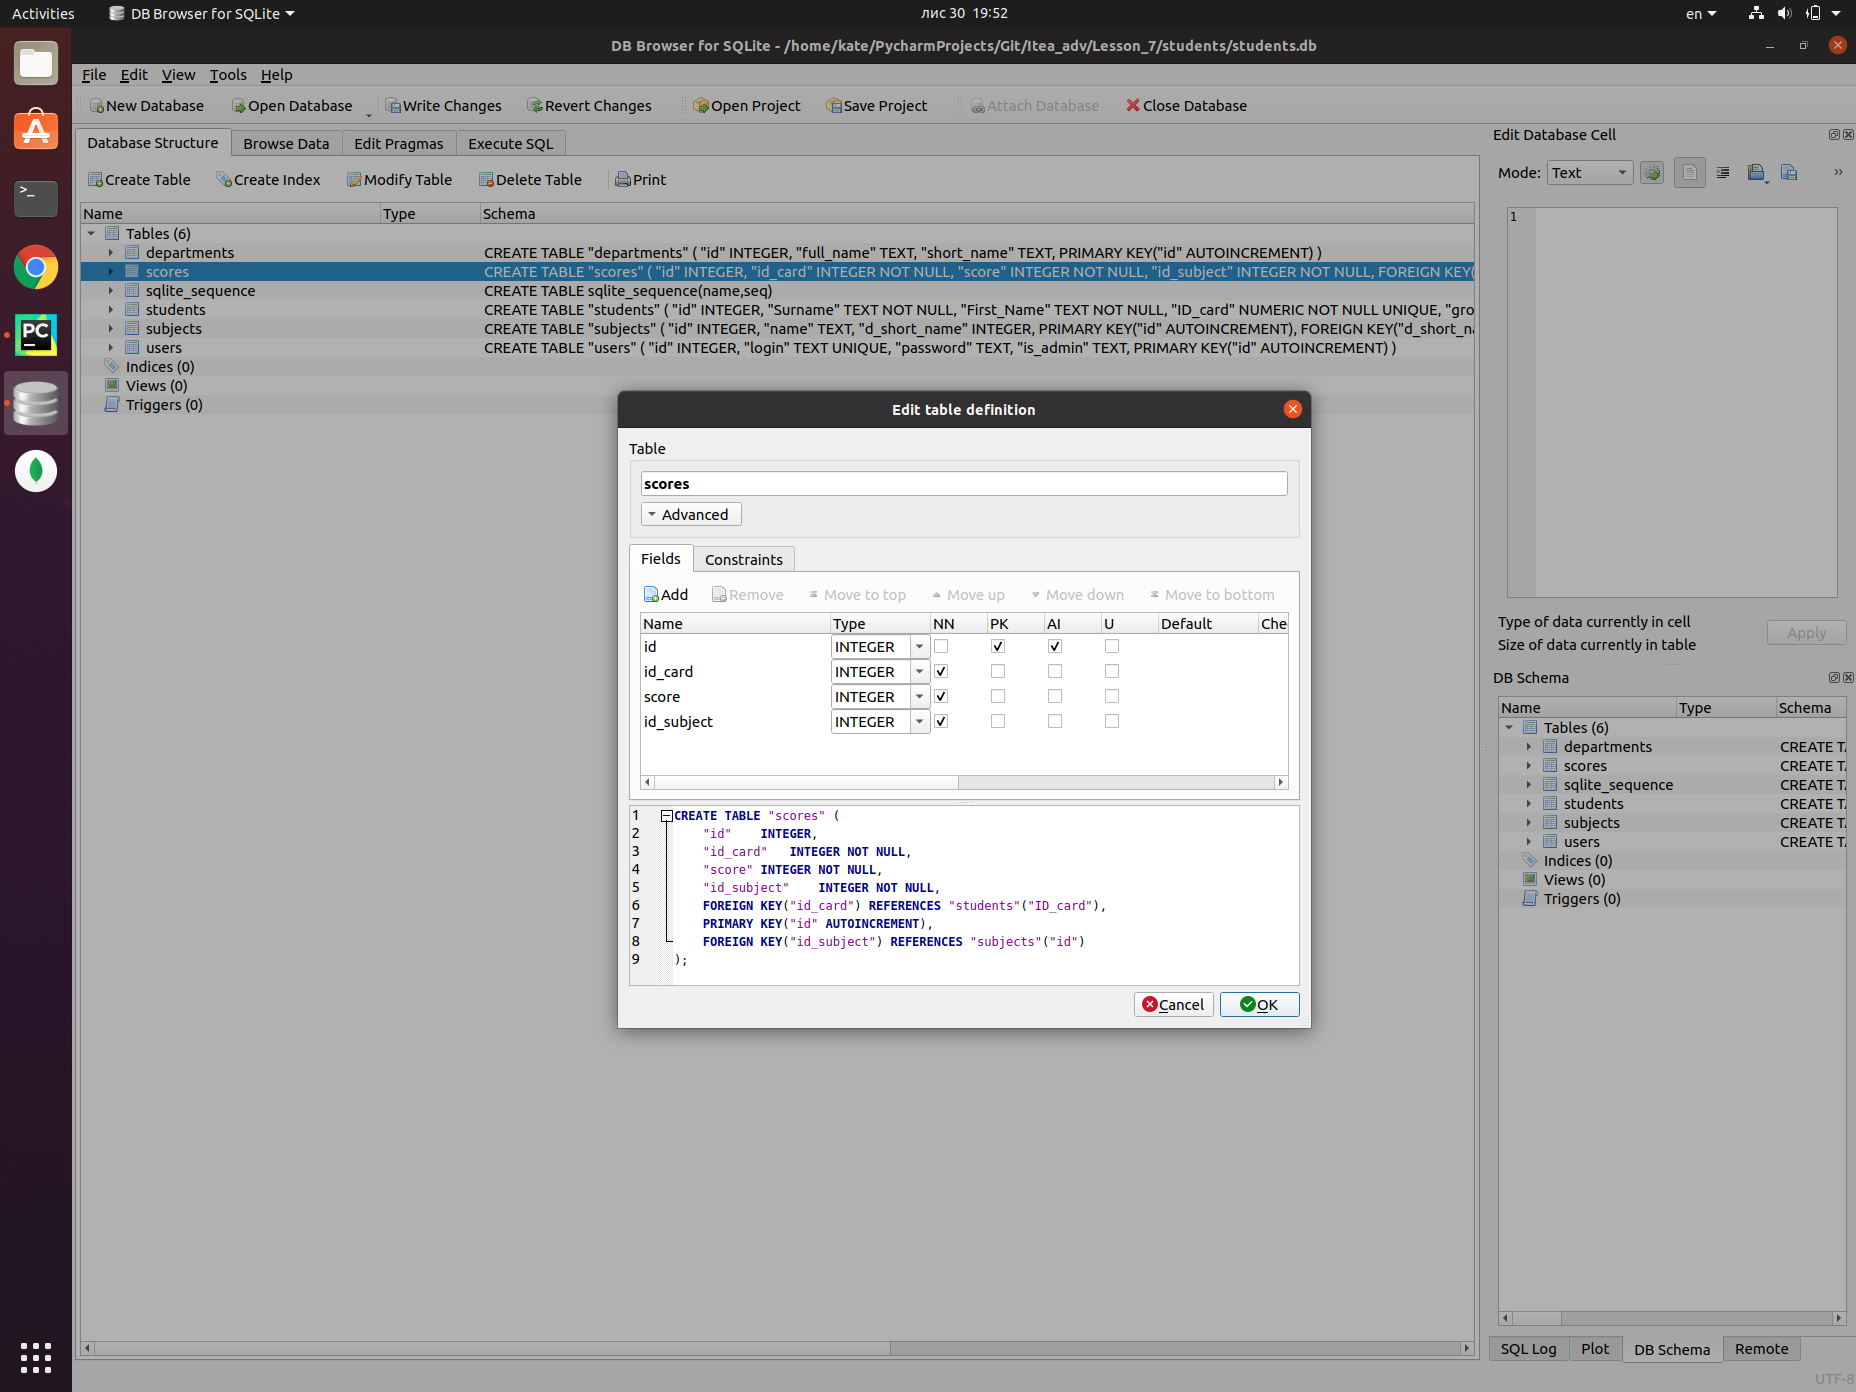 Activities DB Browser for SQLite лис 30 19:52 en
DB Browser for SQLite - /home/kate/PycharmProjects/Git/Itea_adv/Lesson_7/students/students.db
File Edit View Tools Help
New Database Open Database Write Changes Revert Changes Open Project Save Project Attach Database Close Database
Database Structure Browse Data Edit Pragmas Execute SQL
Create Table Create Index Modify Table Delete Table Print
Name Type Schema
Tables (6)
departments CREATE TABLE "departments" ( "id" INTEGER, "full_name" TEXT, "short_name" TEXT, PRIMARY KEY("id" AUTOINCREMENT) )
scores CREATE TABLE "scores" ( "id" INTEGER, "id_card" INTEGER NOT NULL, "score" INTEGER NOT NULL, "id_subject" INTEGER NOT NULL, FOREIGN KEY(
sqlite_sequence CREATE TABLE sqlite_sequence(name,seq)
students CREATE TABLE "students" ( "id" INTEGER, "Surname" TEXT NOT NULL, "First_Name" TEXT NOT NULL, "ID_card" NUMERIC NOT NULL UNIQUE, "gro
subjects CREATE TABLE "subjects" ( "id" INTEGER, "name" TEXT, "d_short_name" INTEGER, PRIMARY KEY("id" AUTOINCREMENT), FOREIGN KEY("d_short_na
users CREATE TABLE "users" ( "id" INTEGER, "login" TEXT UNIQUE, "password" TEXT, "is_admin" TEXT, PRIMARY KEY("id" AUTOINCREMENT) )
Indices (0)
Views (0)
Triggers (0)
Edit table definition
Table
scores
Advanced
Fields Constraints
Add Remove Move to top Move up Move down Move to bottom
Name Type NN PK AI U Default Che
id INTEGER
id_card INTEGER
score INTEGER
id_subject INTEGER
1 CREATE TABLE "scores" (
2 "id" INTEGER,
3 "id_card" INTEGER NOT NULL,
4 "score" INTEGER NOT NULL,
5 "id_subject" INTEGER NOT NULL,
6 FOREIGN KEY("id_card") REFERENCES "students"("ID_card"),
7 PRIMARY KEY("id" AUTOINCREMENT),
8 FOREIGN KEY("id_subject") REFERENCES "subjects"("id")
9 );
Cancel OK
Edit Database Cell
Mode: Text
1
Type of data currently in cell
Size of data currently in table
Apply
DB Schema
Name Type Schema
Tables (6)
departments CREATE TA
scores CREATE TA
sqlite_sequence CREATE TA
students CREATE TA
subjects CREATE TA
users CREATE TA
Indices (0)
Views (0)
Triggers (0)
SQL Log Plot DB Schema Remote
UTF-8
>_
PC